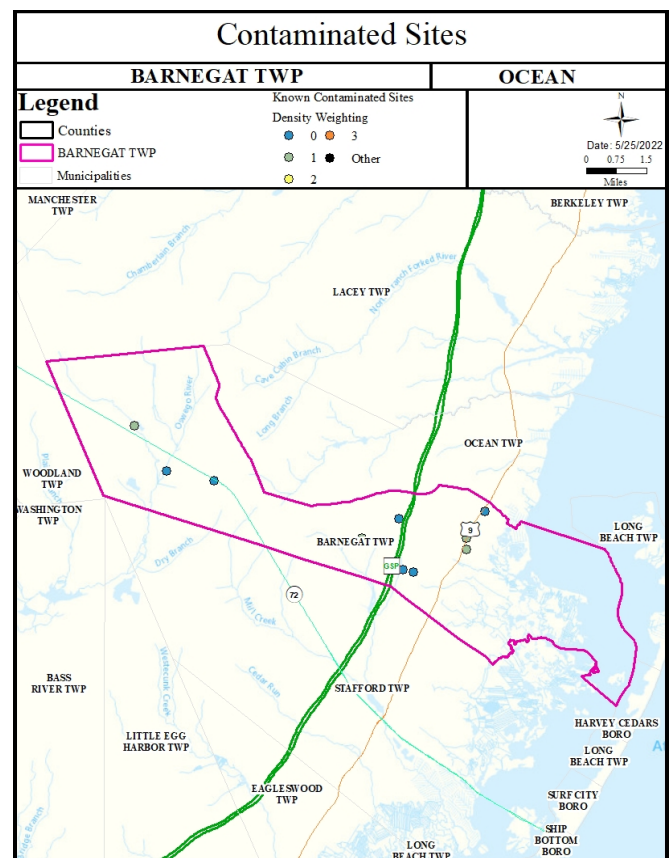 Contaminated Sites
BARNEGAT TWP
OCEAN
Legend
Counties
BARNEGAT TWP
Municipalities
Known Contaminated Sites
Density Weighting
0 3
1 Other
2
N
Date: 5/25/2022
0 0.75 1.5
Miles
MANCHESTER
TWP
BERKELEY TWP
Chamberlain Branch
North Branch Forked River
LACEY TWP
Cave Cabin Branch
Oswego River
Long Branch
OCEAN TWP
WOODLAND
TWP
WASHINGTON
TWP
LONG
BEACH TWP
9
BARNEGAT TWP
Dry Branch
GSP
72
Mill Creek
Westecunk Creek
Cedar Run
BASS
RIVER TWP
STAFFORD TWP
LITTLE EGG
HARBOR TWP
HARVEY CEDARS
BORO
LONG
BEACH TWP
EAGLESWOOD
TWP
SURF CITY
BORO
SHIP
BOTTOM
BORO
LONG
BEACH TWP